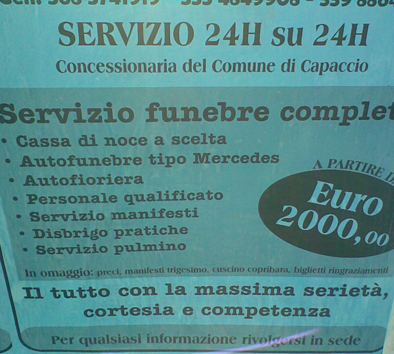 SERVIZIO 24H su 24H
Concessionaria del Comune di Capaccio
Servizio funebre complet
• Cassa di noce a scelta
• Autofunebre tipo Mercedes
• Autofioriera
• Personale qualificato
• Servizio manifesti
• Disbrigo pratiche
• Servizio pulmino
A PARTIRE
Euro
2000,00
In omaggio: preci, manifesti trigesimo, cuscino copribara, biglietti ringraziamenti
Il tutto con la massima serietà,
cortesia e competenza
Per qualsiasi informazione rivolgersi in sede